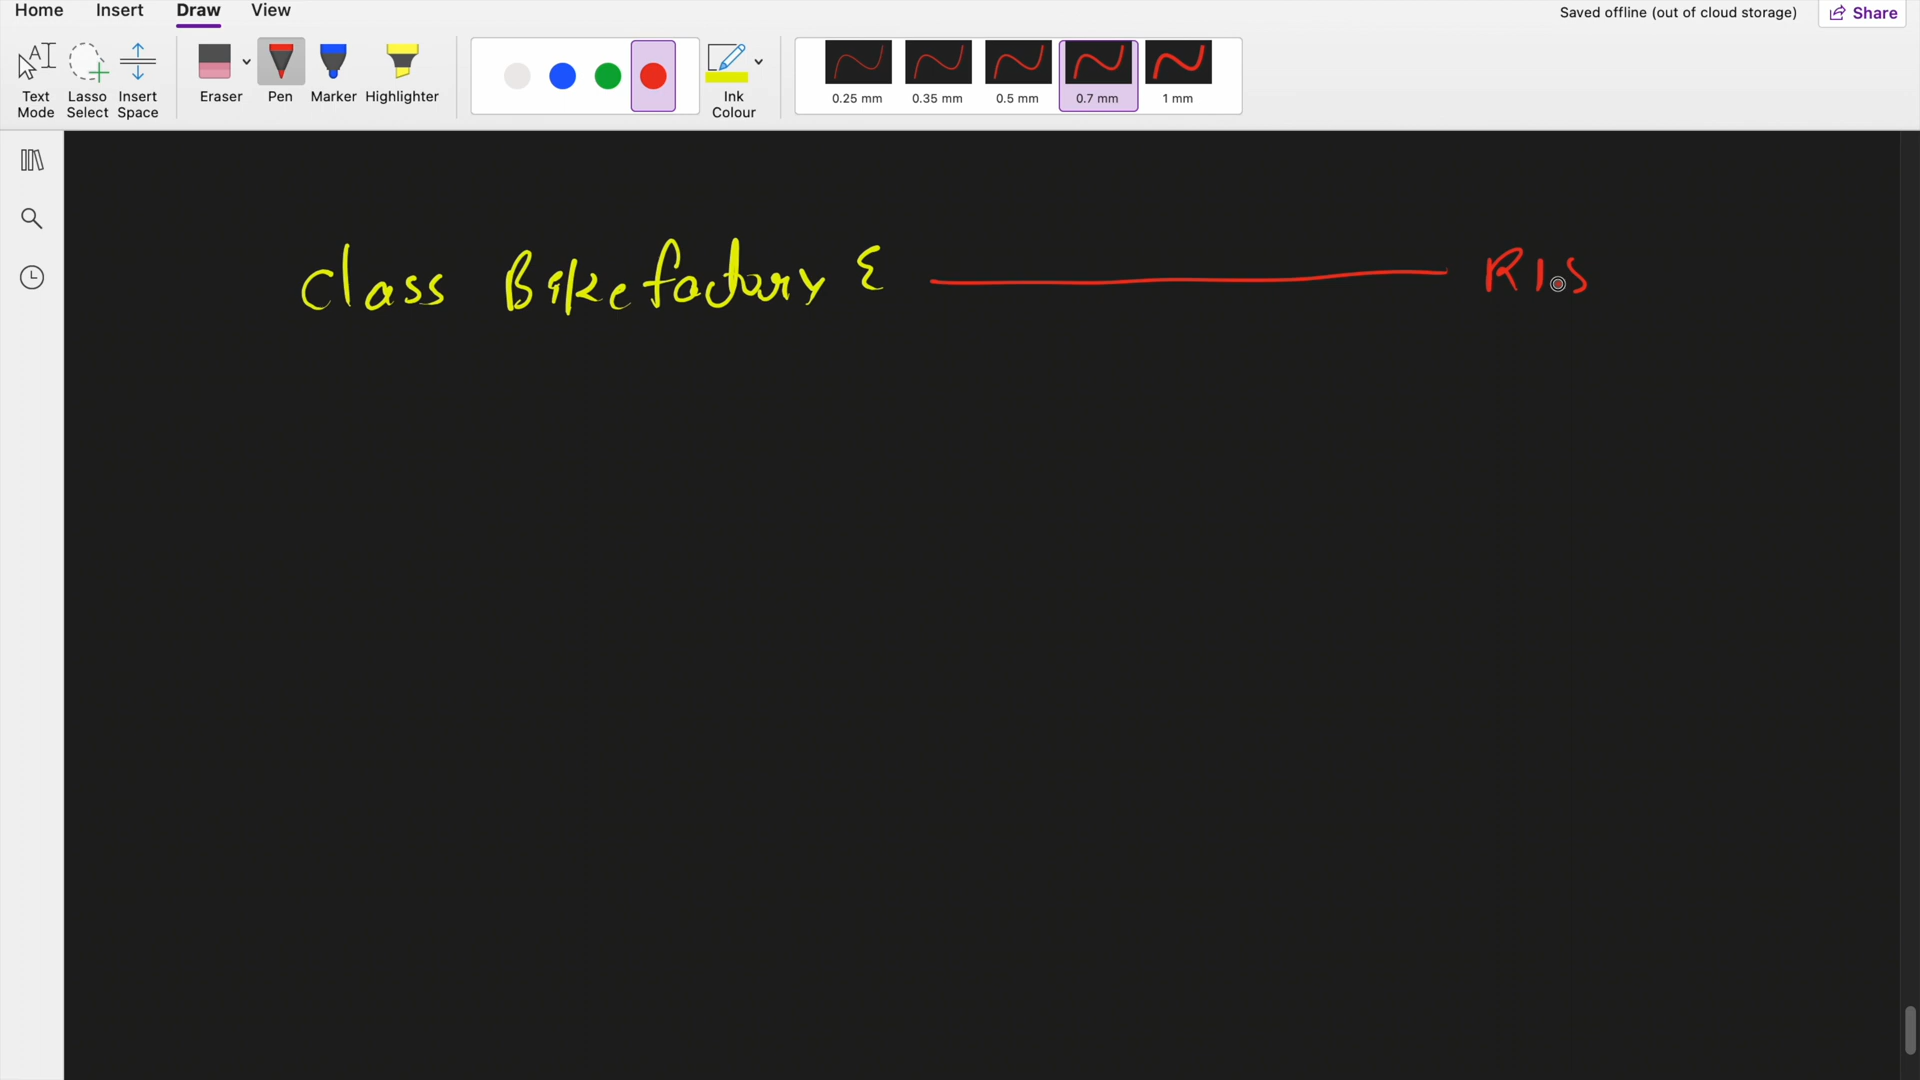 Home Insert Draw View
Saved offline (out of cloud storage) Share
Text Mode
Lasso Select
Insert Space
Eraser
Pen
Marker
Highlighter
Ink Colour
0.25 mm
0.35 mm
0.5 mm
0.7 mm
1 mm
class Bikefactory { R1S